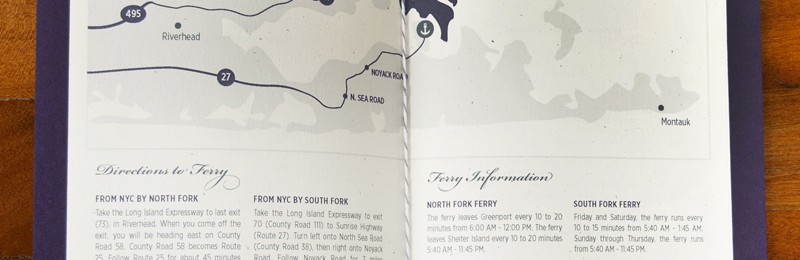 495
Riverhead
27
NOYACK ROA
N. SEA ROAD
Montauk
Directions to Ferry
FROM NYC BY NORTH FORK
Take the Long Island Expressway to last exit
(73), in Riverhead. When you come off the
exit, you will be heading east on County
Road 58. County Road 58 becomes Route
25. Follow Route 25 for about 45 minutes
FROM NYC BY SOUTH FORK
Take the Long Island Expressway to exit
70 (County Road 111) to Sunrise Highway
(Route 27). Turn left onto North Sea Road
(County Road 38), then right onto Noyack
Road. Follow Noyack Road for 7 miles
Ferry Information
NORTH FORK FERRY
The ferry leaves Greenport every 10 to 20
minutes from 6:00 AM - 12:00 PM. The ferry
leaves Shelter Island every 10 to 20 minutes
5:40 AM - 11:45 PM.
SOUTH FORK FERRY
Friday and Saturday, the ferry runs every
10 to 15 minutes from 5:40 AM - 1:45 AM.
Sunday through Thursday, the ferry runs
from 5:40 AM - 11:45 PM.